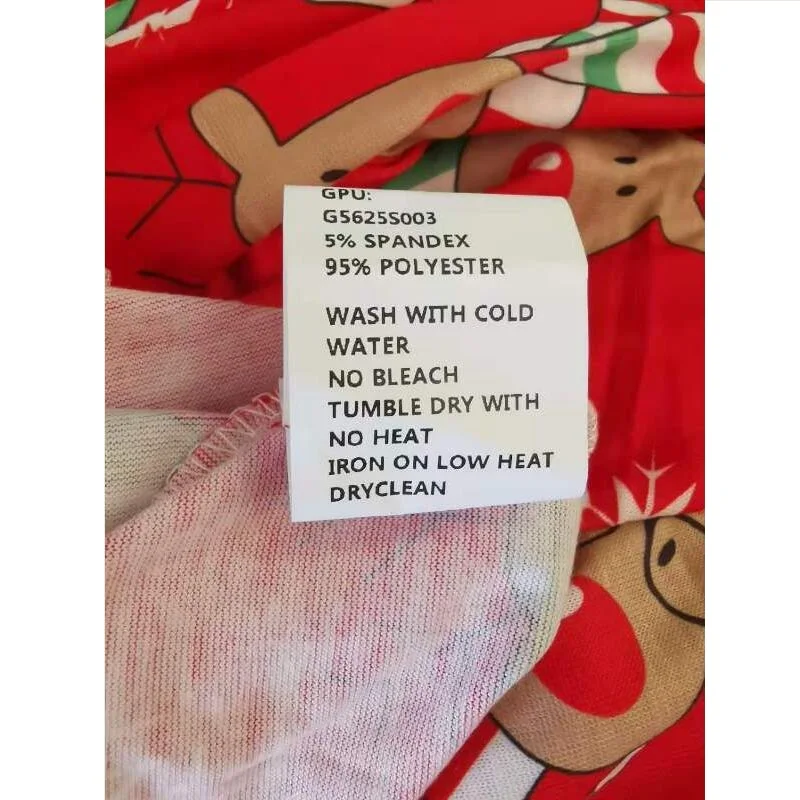 GPU:
G5625S003
5% SPANDEX
95% POLYESTER
WASH WITH COLD
WATER
NO BLEACH
TUMBLE DRY WITH
NO HEAT
IRON ON LOW HEAT
DRYCLEAN